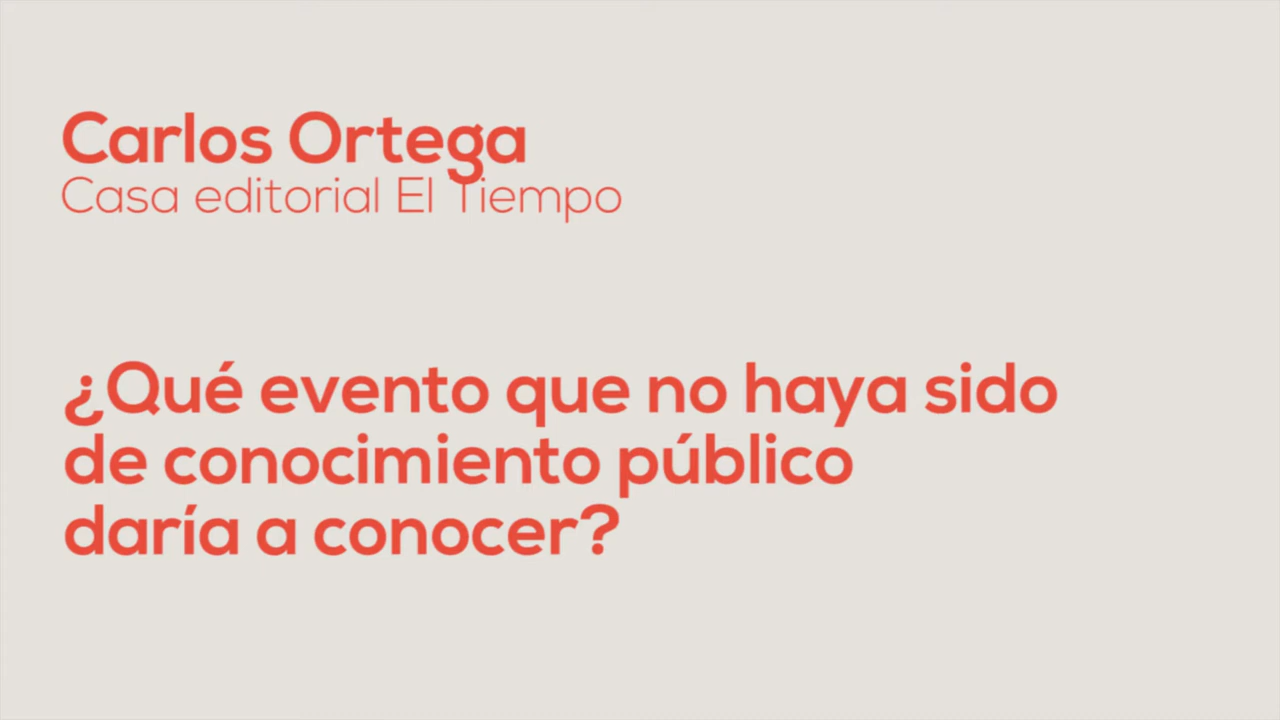 Carlos Ortega
Casa editorial El Tiempo
¿Qué evento que no haya sido
de conocimiento público
daría a conocer?